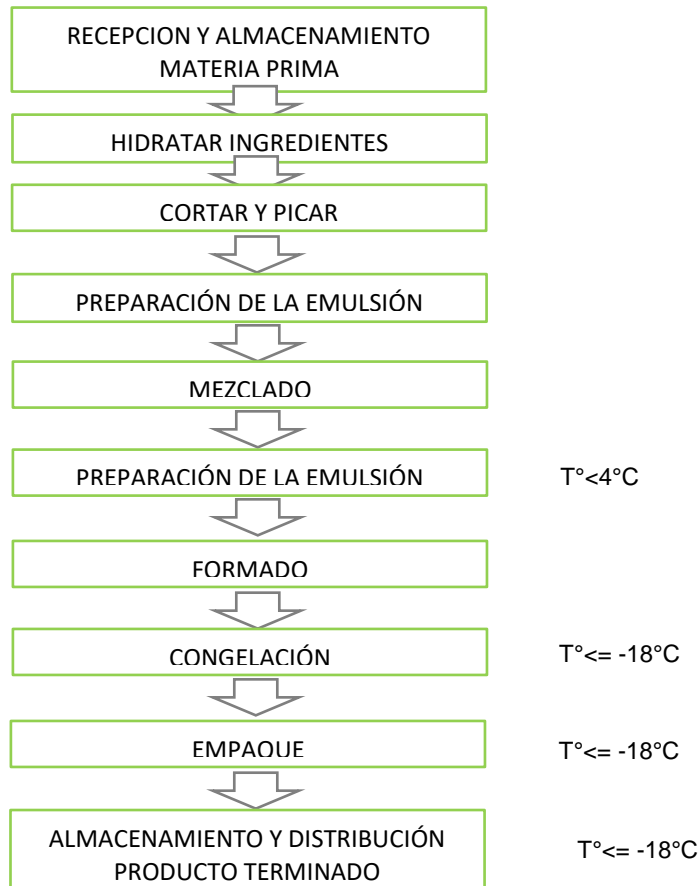 RECEPCION Y ALMACENAMIENTO
MATERIA PRIMA
HIDRATAR INGREDIENTES
CORTAR Y PICAR
PREPARACIÓN DE LA EMULSIÓN
MEZCLADO
PREPARACIÓN DE LA EMULSIÓN
T°<4°C
FORMADO
CONGELACIÓN
T°<= -18°C
EMPAQUE
T°<= -18°C
ALMACENAMIENTO Y DISTRIBUCIÓN
PRODUCTO TERMINADO
T°<= -18°C